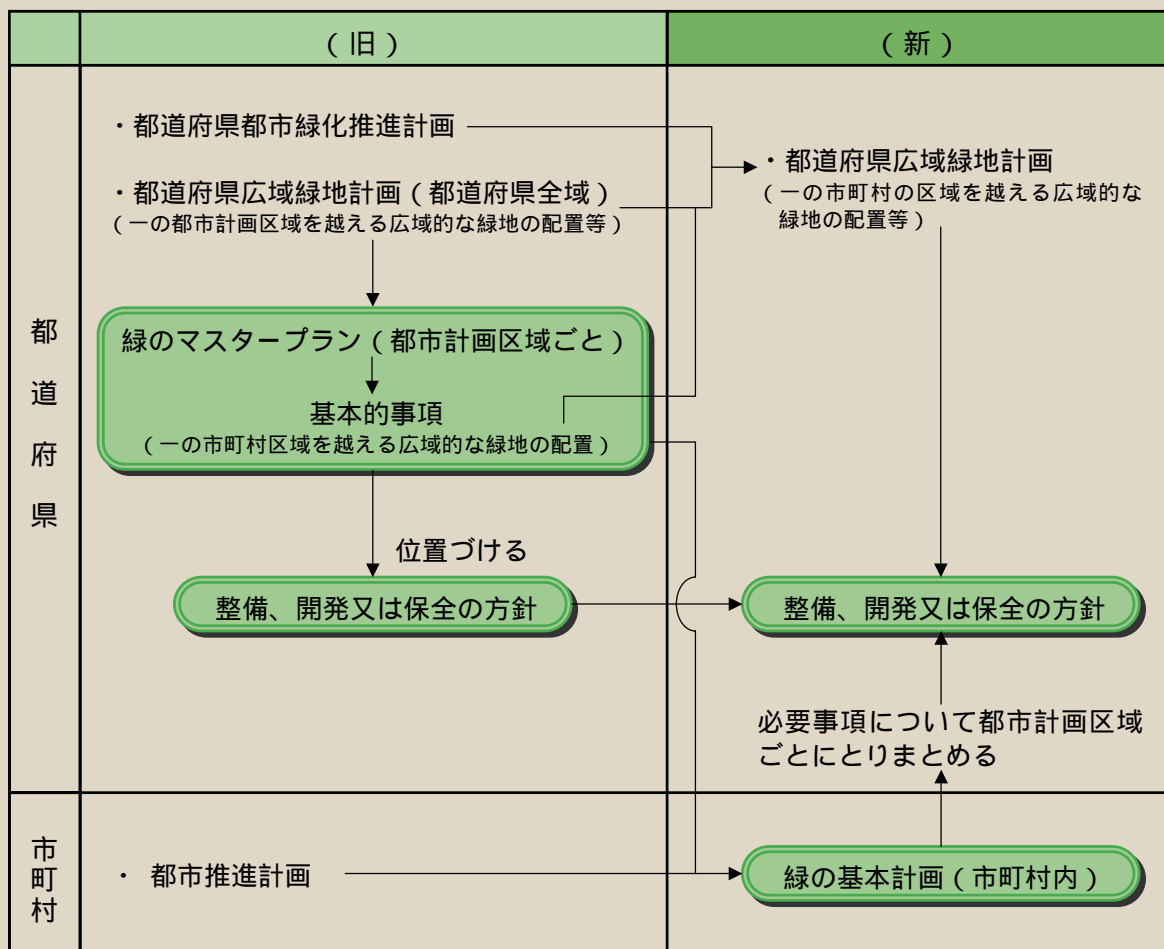 （旧）
（新）
都道府県
・都道府県都市緑化推進計画
・都道府県広域緑地計画（都道府県全域）
（一の都市計画区域を越える広域的な緑地の配置等）
緑のマスタープラン（都市計画区域ごと）
基本的事項
（一の市町村区域を越える広域的な緑地の配置）
位置づける
整備、開発又は保全の方針
・都道府県広域緑地計画
（一の市町村の区域を越える広域的な
緑地の配置等）
整備、開発又は保全の方針
必要事項について都市計画区域
ごとにとりまとめる
市町村
・ 都市推進計画
緑の基本計画（市町村内）